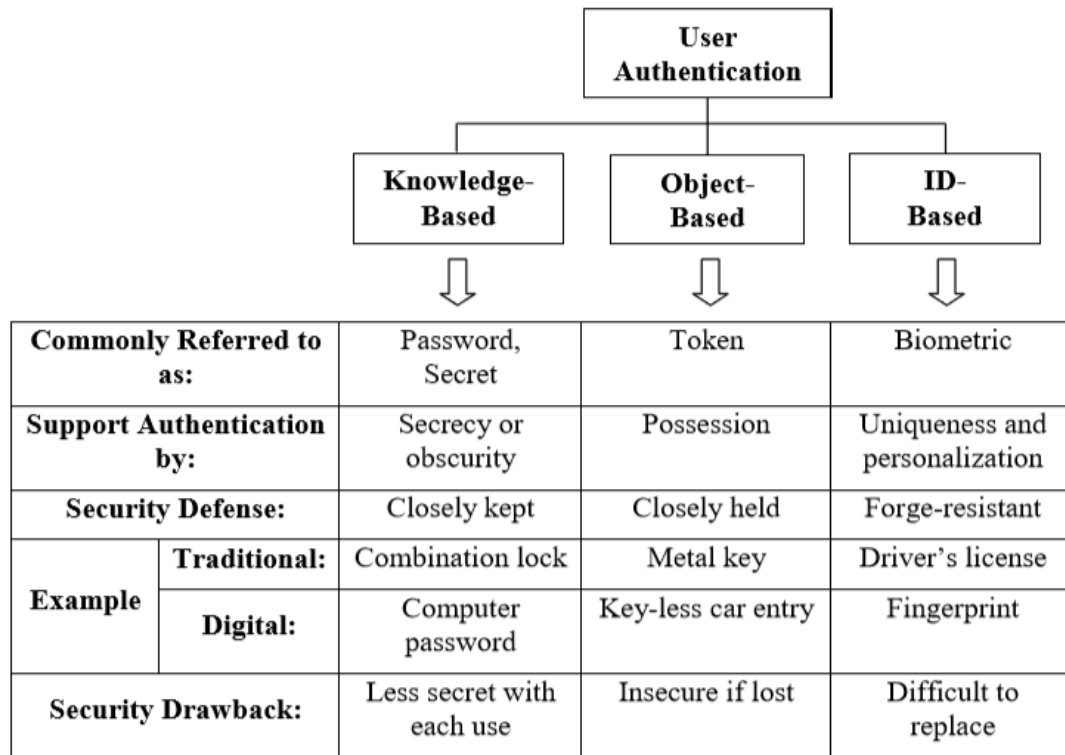 User
Authentication
Knowledge-
Based
Object-
Based
ID-
Based
Commonly Referred to
as:
Password,
Secret
Token
Biometric
Support Authentication
by:
Secrecy or
obscurity
Possession
Uniqueness and
personalization
Security Defense:
Closely kept
Closely held
Forge-resistant
Example
Traditional:
Combination lock
Metal key
Driver’s license
Digital:
Computer
password
Key-less car entry
Fingerprint
Security Drawback:
Less secret with
each use
Insecure if lost
Difficult to
replace